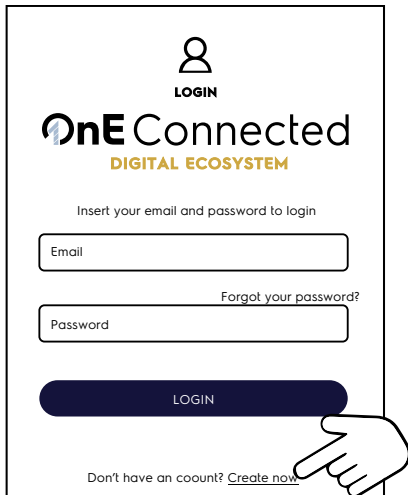 LOGIN
OnE Connected
DIGITAL ECOSYSTEM
Insert your email and password to login
Email
Forgot your password?
Password
LOGIN
Don't have an coount? Create now